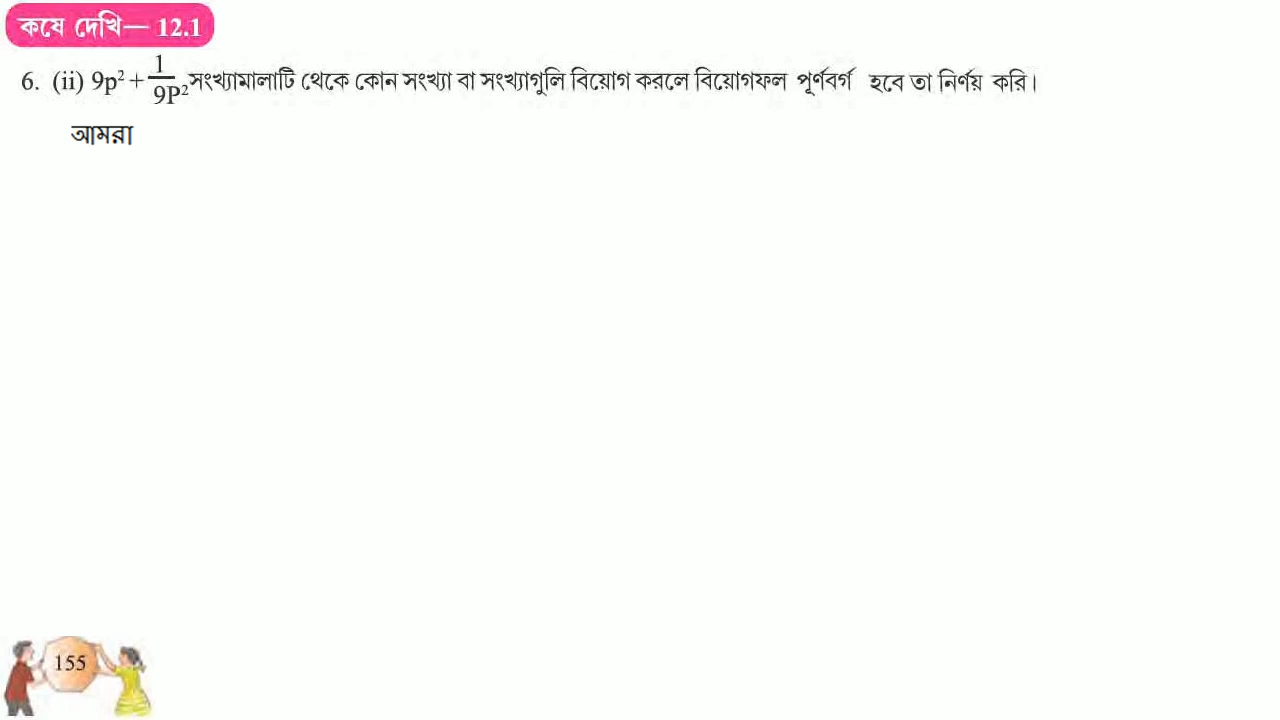 কষে দেখি— 12.1
6. (ii) 9p² + 1/9P² সংখ্যামালাটি থেকে কোন সংখ্যা বা সংখ্যাগুলি বিয়োগ করলে বিয়োগফল পূর্ণবর্গ হবে তা নির্ণয় করি।
আমরা
155